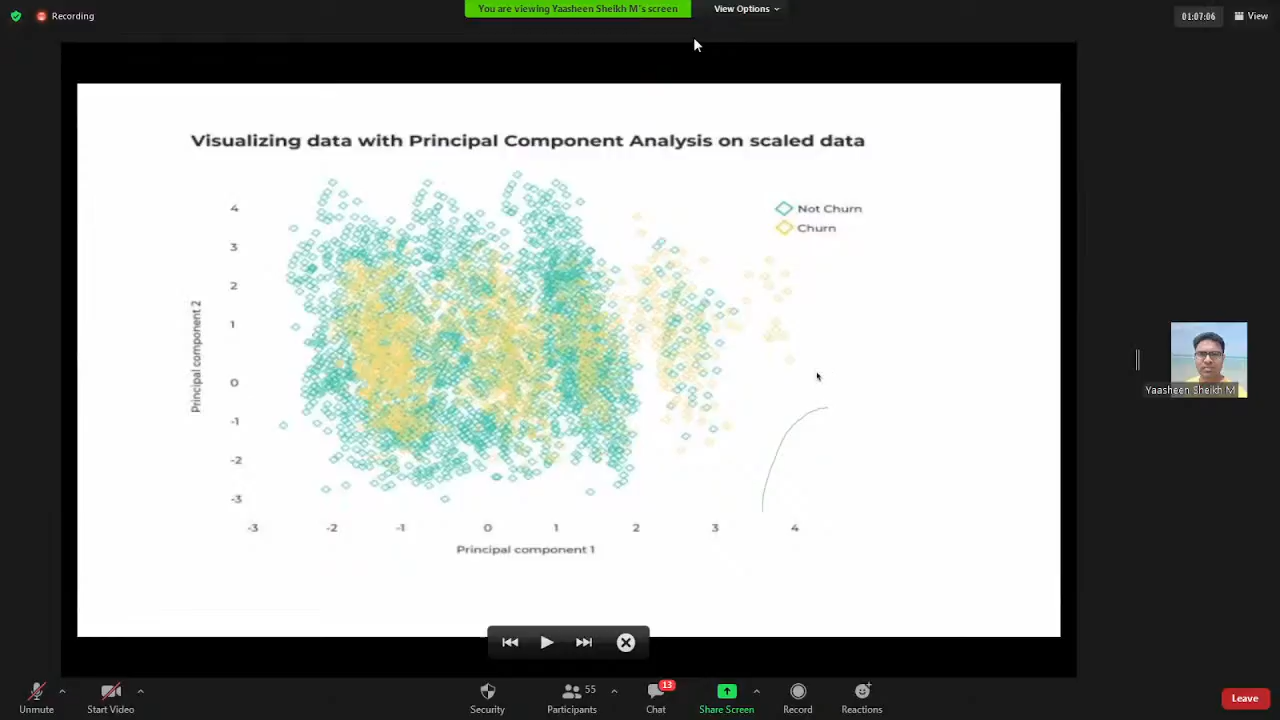 Recording
You are viewing Yaasheen Sheikh M's screen
View Options
01:07:06
View
Visualizing data with Principal Component Analysis on scaled data
Not Churn
Churn
4
3
2
1
0
-1
-2
-3
Principal component 2
-3 -2 -1 0 1 2 3 4
Principal component 1
Yaasheen Sheikh M
Unmute
Start Video
Security
55
Participants
13
Chat
Share Screen
Record
Reactions
Leave